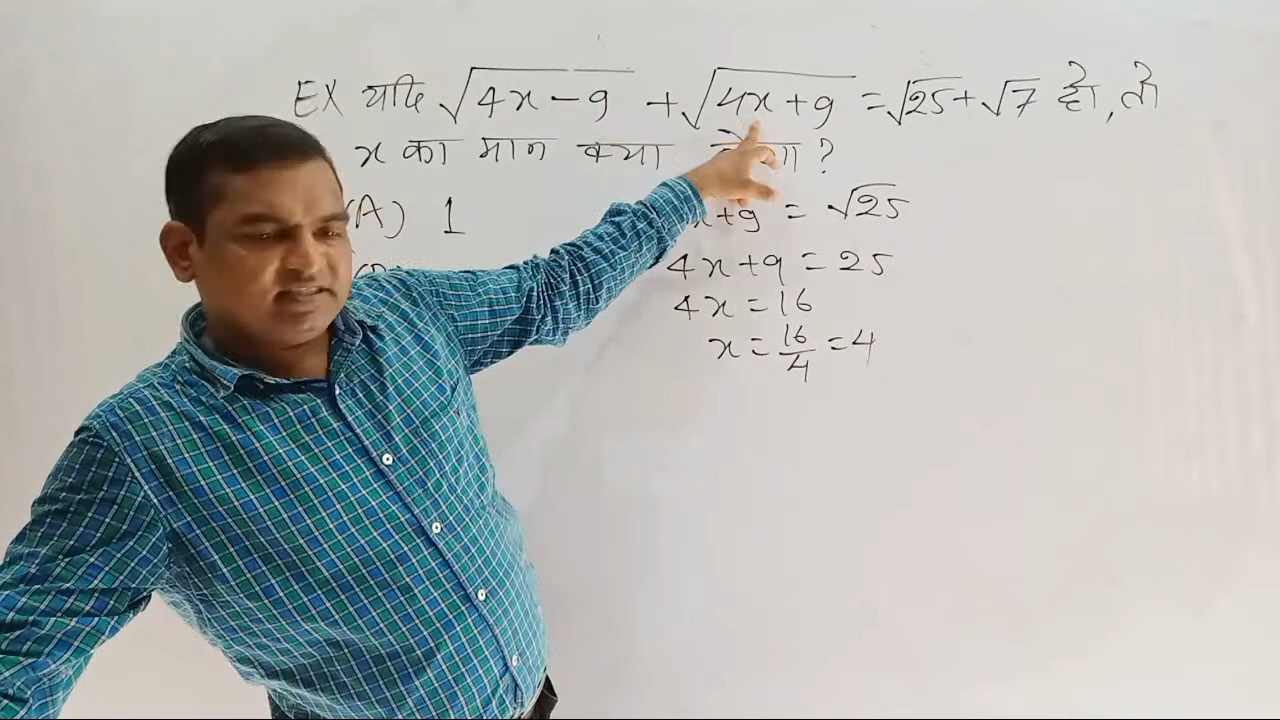 EX यदि √4x - 9 + √4x + 9 = √25 + √7 हो, तो
x का मान क्या ?
(A) 1
x+9 = √25
4x+9 = 25
4x = 16
x = 16/4 = 4